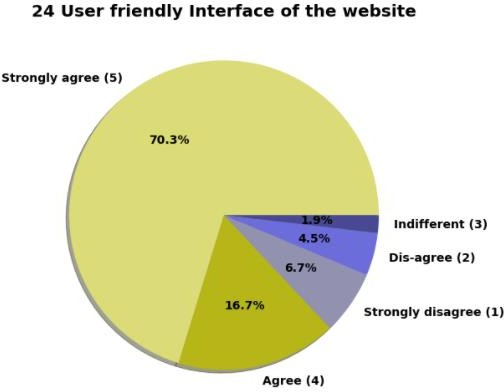 24 User friendly Interface of the website
Strongly agree (5)
70.3%
1.9%
Indifferent (3)
4.5%
Dis-agree (2)
6.7%
Strongly disagree (1)
16.7%
Agree (4)